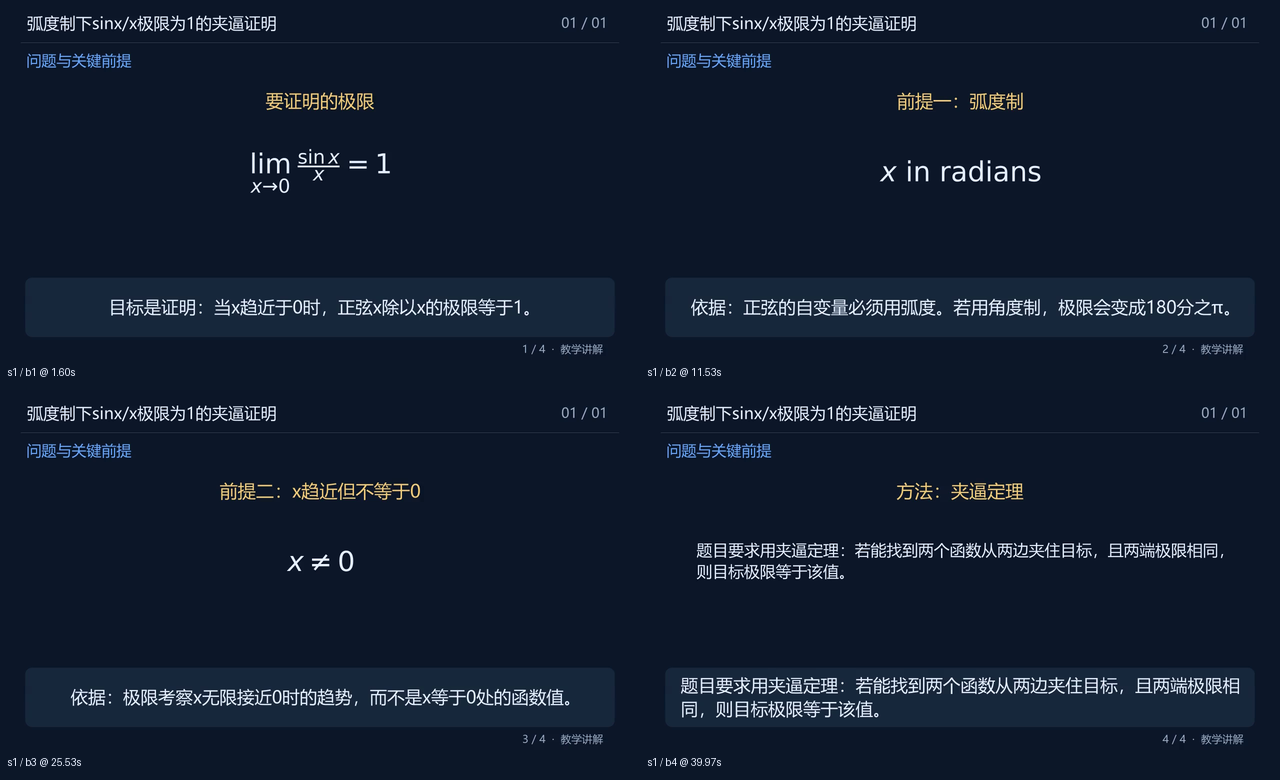 弧度制下sinx/x极限为1的夹逼证明
01 / 01
问题与关键前提
要证明的极限
lim x→0 sin x / x = 1
目标是证明：当x趋近于0时，正弦x除以x的极限等于1。
1 / 4 · 教学讲解
s1 / b1 @ 1.60s
弧度制下sinx/x极限为1的夹逼证明
01 / 01
问题与关键前提
前提一：弧度制
x in radians
依据：正弦的自变量必须用弧度。若用角度制，极限会变成180分之π。
2 / 4 · 教学讲解
s1 / b2 @ 11.53s
弧度制下sinx/x极限为1的夹逼证明
01 / 01
问题与关键前提
前提二：x趋近但不等于0
x ≠ 0
依据：极限考察x无限接近0时的趋势，而不是x等于0处的函数值。
3 / 4 · 教学讲解
s1 / b3 @ 25.53s
弧度制下sinx/x极限为1的夹逼证明
01 / 01
问题与关键前提
方法：夹逼定理
题目要求用夹逼定理：若能找到两个函数从两边夹住目标，且两端极限相同，
则目标极限等于该值。
题目要求用夹逼定理：若能找到两个函数从两边夹住目标，且两端极限相
同，则目标极限等于该值。
4 / 4 · 教学讲解
s1 / b4 @ 39.97s